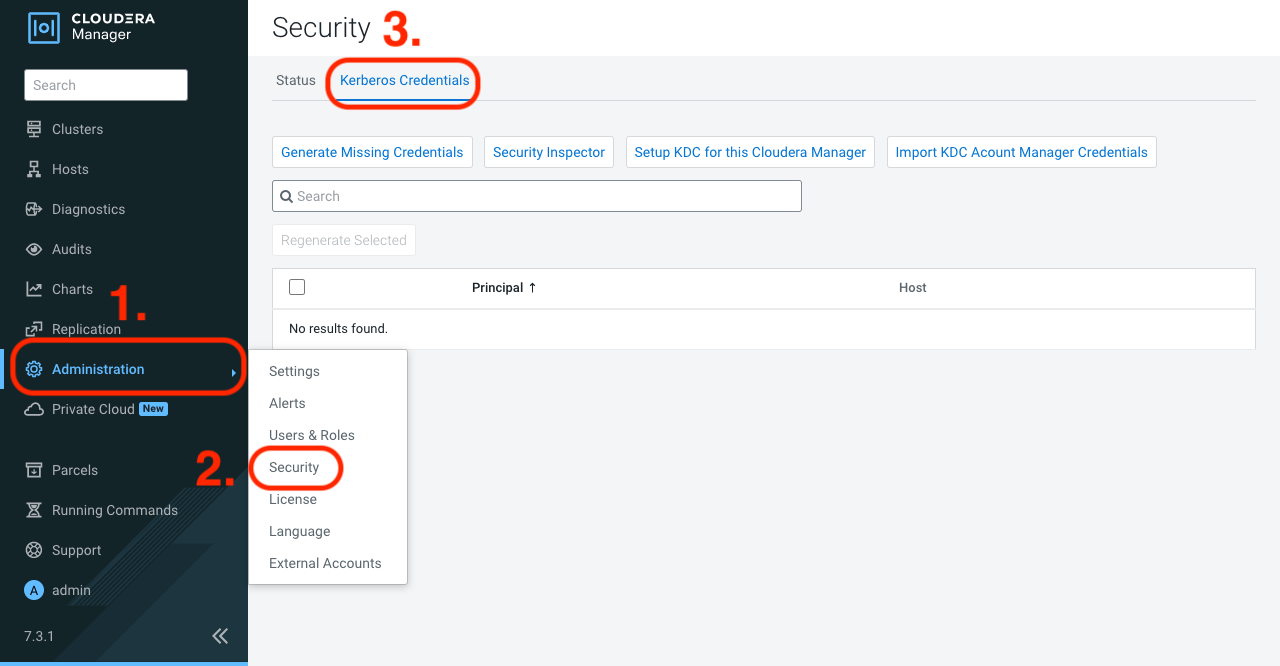 CLOUDERA
Manager
Search
Clusters
Hosts
Diagnostics
Audits
Charts
1.
Replication
Administration
Private Cloud New
2.
Parcels
Running Commands
Support
A admin
7.3.1
Settings
Alerts
Users & Roles
Security
License
Language
External Accounts
Security 3.
Status Kerberos Credentials
Generate Missing Credentials Security Inspector Setup KDC for this Cloudera Manager Import KDC Acount Manager Credentials
Search
Regenerate Selected
Principal ↑ Host
No results found.